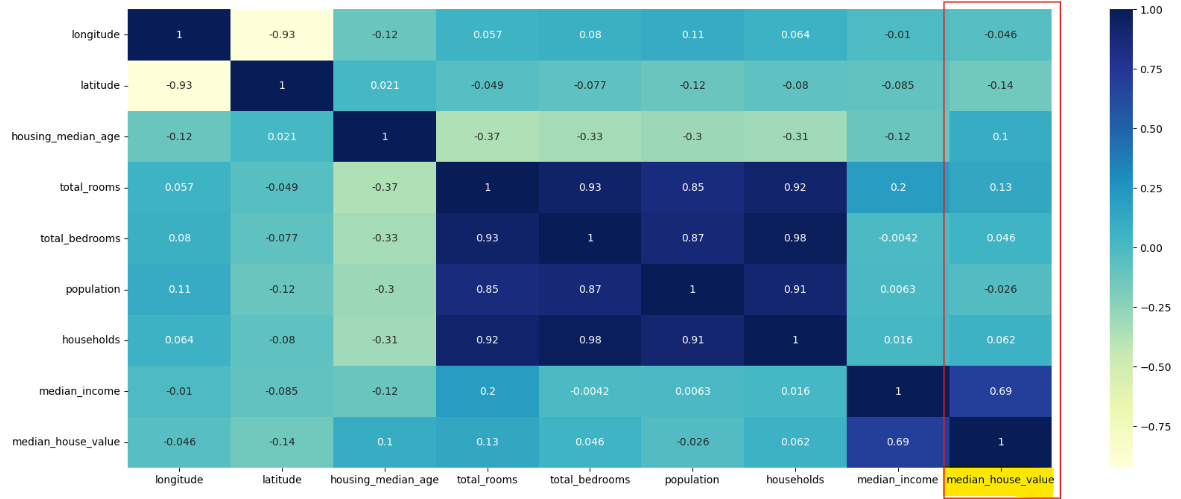 longitude 1 -0.93 -0.12 0.057 0.08 0.11 0.064 -0.01 -0.046
latitude -0.93 1 0.021 -0.049 -0.077 -0.12 -0.08 -0.085 -0.14
housing_median_age -0.12 0.021 1 -0.37 -0.33 -0.3 -0.31 -0.12 0.1
total_rooms 0.057 -0.049 -0.37 1 0.93 0.85 0.92 0.2 0.13
total_bedrooms 0.08 -0.077 -0.33 0.93 1 0.87 0.98 -0.0042 0.046
population 0.11 -0.12 -0.3 0.85 0.87 1 0.91 0.0063 -0.026
households 0.064 -0.08 -0.31 0.92 0.98 0.91 1 0.016 0.062
median_income -0.01 -0.085 -0.12 0.2 -0.0042 0.0063 0.016 1 0.69
median_house_value -0.046 -0.14 0.1 0.13 0.046 -0.026 0.062 0.69 1
longitude latitude housing_median_age total_rooms total_bedrooms population households median_income median_house_value
1.00
0.75
0.50
0.25
0.00
−0.25
−0.50
−0.75